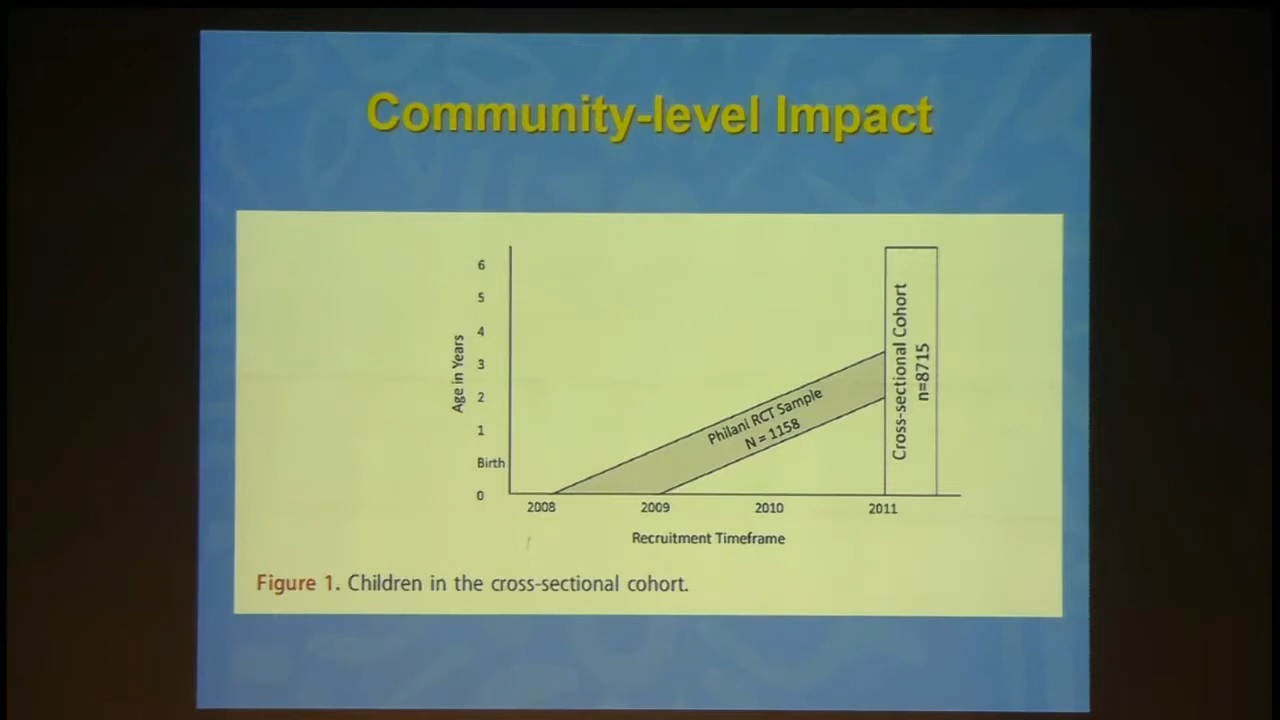 Community-level Impact
6
5
4
3
2
1
Birth
0
Age in Years
Philani RCT Sample
N = 1158
Cross-sectional Cohort
n=8715
2008 2009 2010 2011
Recruitment Timeframe
Figure 1. Children in the cross-sectional cohort.